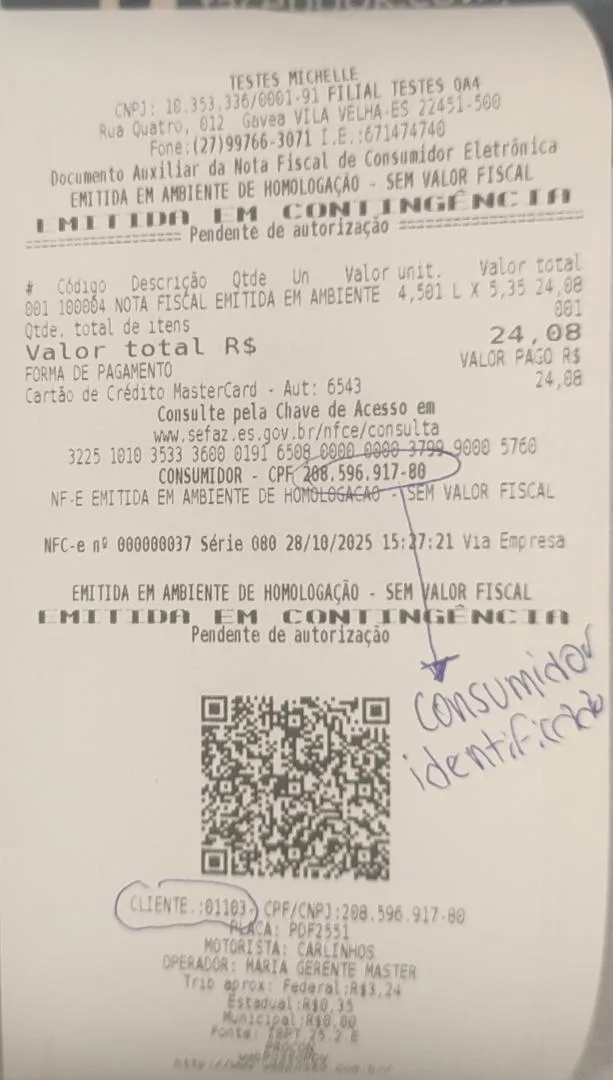 facebook.com
TESTES MICHELLE
CNPJ: 10.353.336/0001-91 FILIAL TESTES QA4
Rua Quatro, 012 Gavea VILA VELHA-ES 22451-500
Fone:(27)99766-3071 I.E.:671474740
Documento Auxiliar da Nota Fiscal de Consumidor Eletrônica
EMITIDA EM AMBIENTE DE HOMOLOGAÇÃO - SEM VALOR FISCAL
EMITIDA EM CONTINGÊNCIA
Pendente de autorização
# Código Descrição Qtde Un Valor unit. Valor total
001 100004 NOTA FISCAL EMITIDA EM AMBIENTE 4,501 L X 5,35 24,08
Qtde. total de itens 001
Valor total R$ 24,08
FORMA DE PAGAMENTO VALOR PAGO R$
Cartão de Crédito MasterCard - Aut: 6543 24,08
Consulte pela Chave de Acesso em
www.sefaz.es.gov.br/nfce/consulta
3225 1010 3533 3600 0191 6508 0000 0000 3799 9000 5760
CONSUMIDOR - CPF 208.596.917-80
NF-E EMITIDA EM AMBIENTE DE HOMOLOGACAO - SEM VALOR FISCAL
NFC-e nº 000000037 Série 080 28/10/2025 15:27:21 Via Empresa
EMITIDA EM AMBIENTE DE HOMOLOGAÇÃO - SEM VALOR FISCAL
EMITIDA EM CONTINGÊNCIA
Pendente de autorização
consumidor
identificado
CLIENTE.:01103- CPF/CNPJ:208.596.917-80
PLACA: PDF2551
MOTORISTA: CARLINHOS
OPERADOR: MARIA GERENTE MASTER
Trib aprox: Federal:R$3,24
Estadual:R$0,35
Municipal:R$0,00
Fonte: IBPT 25.2.
PROCON